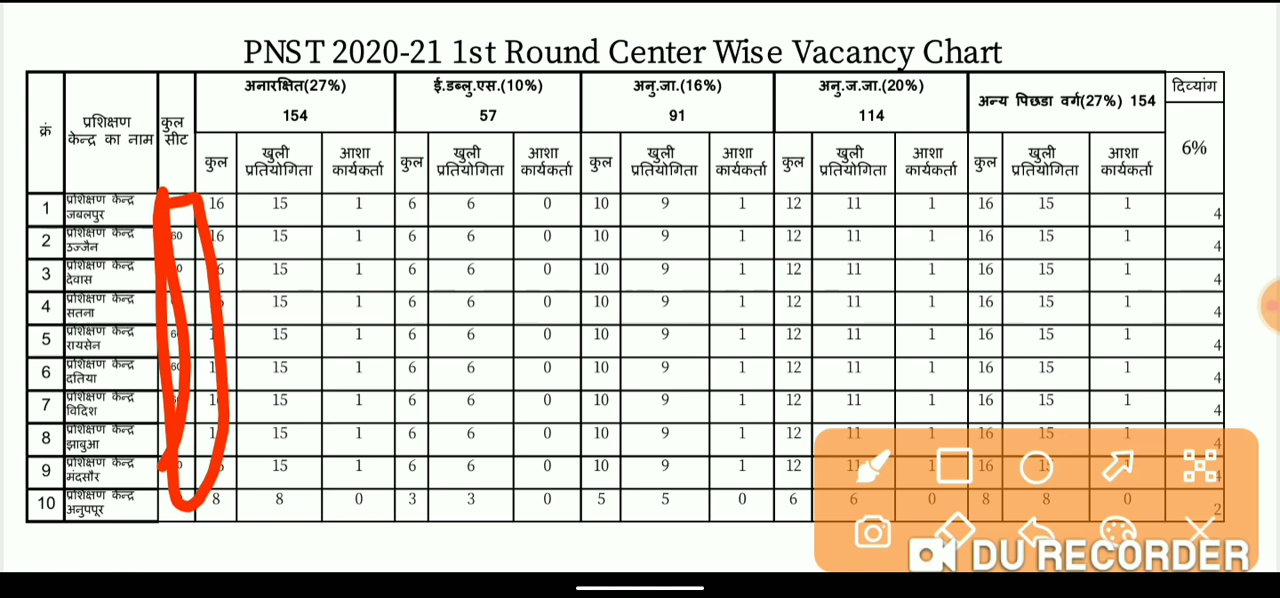 PNST 2020-21 1st Round Center Wise Vacancy Chart
क्रं प्रशिक्षण केन्द्र का नाम कुल सीट अनारक्षित(27%) 154 ई.डब्लु.एस.(10%) 57 अनु.जा.(16%) 91 अनु.ज.जा.(20%) 114 अन्य पिछडा वर्ग(27%) 154 दिव्यांग 6%
कुल खुली प्रतियोगिता आशा कार्यकर्ता कुल खुली प्रतियोगिता आशा कार्यकर्ता कुल खुली प्रतियोगिता आशा कार्यकर्ता कुल खुली प्रतियोगिता आशा कार्यकर्ता कुल खुली प्रतियोगिता आशा कार्यकर्ता
1 प्रशिक्षण केन्द्र जबलपुर 16 15 1 6 6 0 10 9 1 12 11 1 16 15 1 4
2 प्रशिक्षण केन्द्र उज्जैन 60 16 15 1 6 6 0 10 9 1 12 11 1 16 15 1 4
3 प्रशिक्षण केन्द्र देवास 15 1 6 6 0 10 9 1 12 11 1 16 15 1 4
4 प्रशिक्षण केन्द्र सतना 15 1 6 6 0 10 9 1 12 11 1 16 15 1 4
5 प्रशिक्षण केन्द्र रायसेन 15 1 6 6 0 10 9 1 12 11 1 16 15 1 4
6 प्रशिक्षण केन्द्र दतिया 60 15 1 6 6 0 10 9 1 12 11 1 16 15 1 4
7 प्रशिक्षण केन्द्र विदिश 15 1 6 6 0 10 9 1 12 11 1 16 15 1 4
8 प्रशिक्षण केन्द्र झाबुआ 15 1 6 6 0 10 9 1 12 11 1 16 15 1 4
9 प्रशिक्षण केन्द्र मंदसौर 15 1 6 6 0 10 9 1 12 11 1 16 4
10 प्रशिक्षण केन्द्र अनुपपूर 8 8 0 3 3 0 5 5 0 6 6 0 8 8 0 2
DU RECORDER